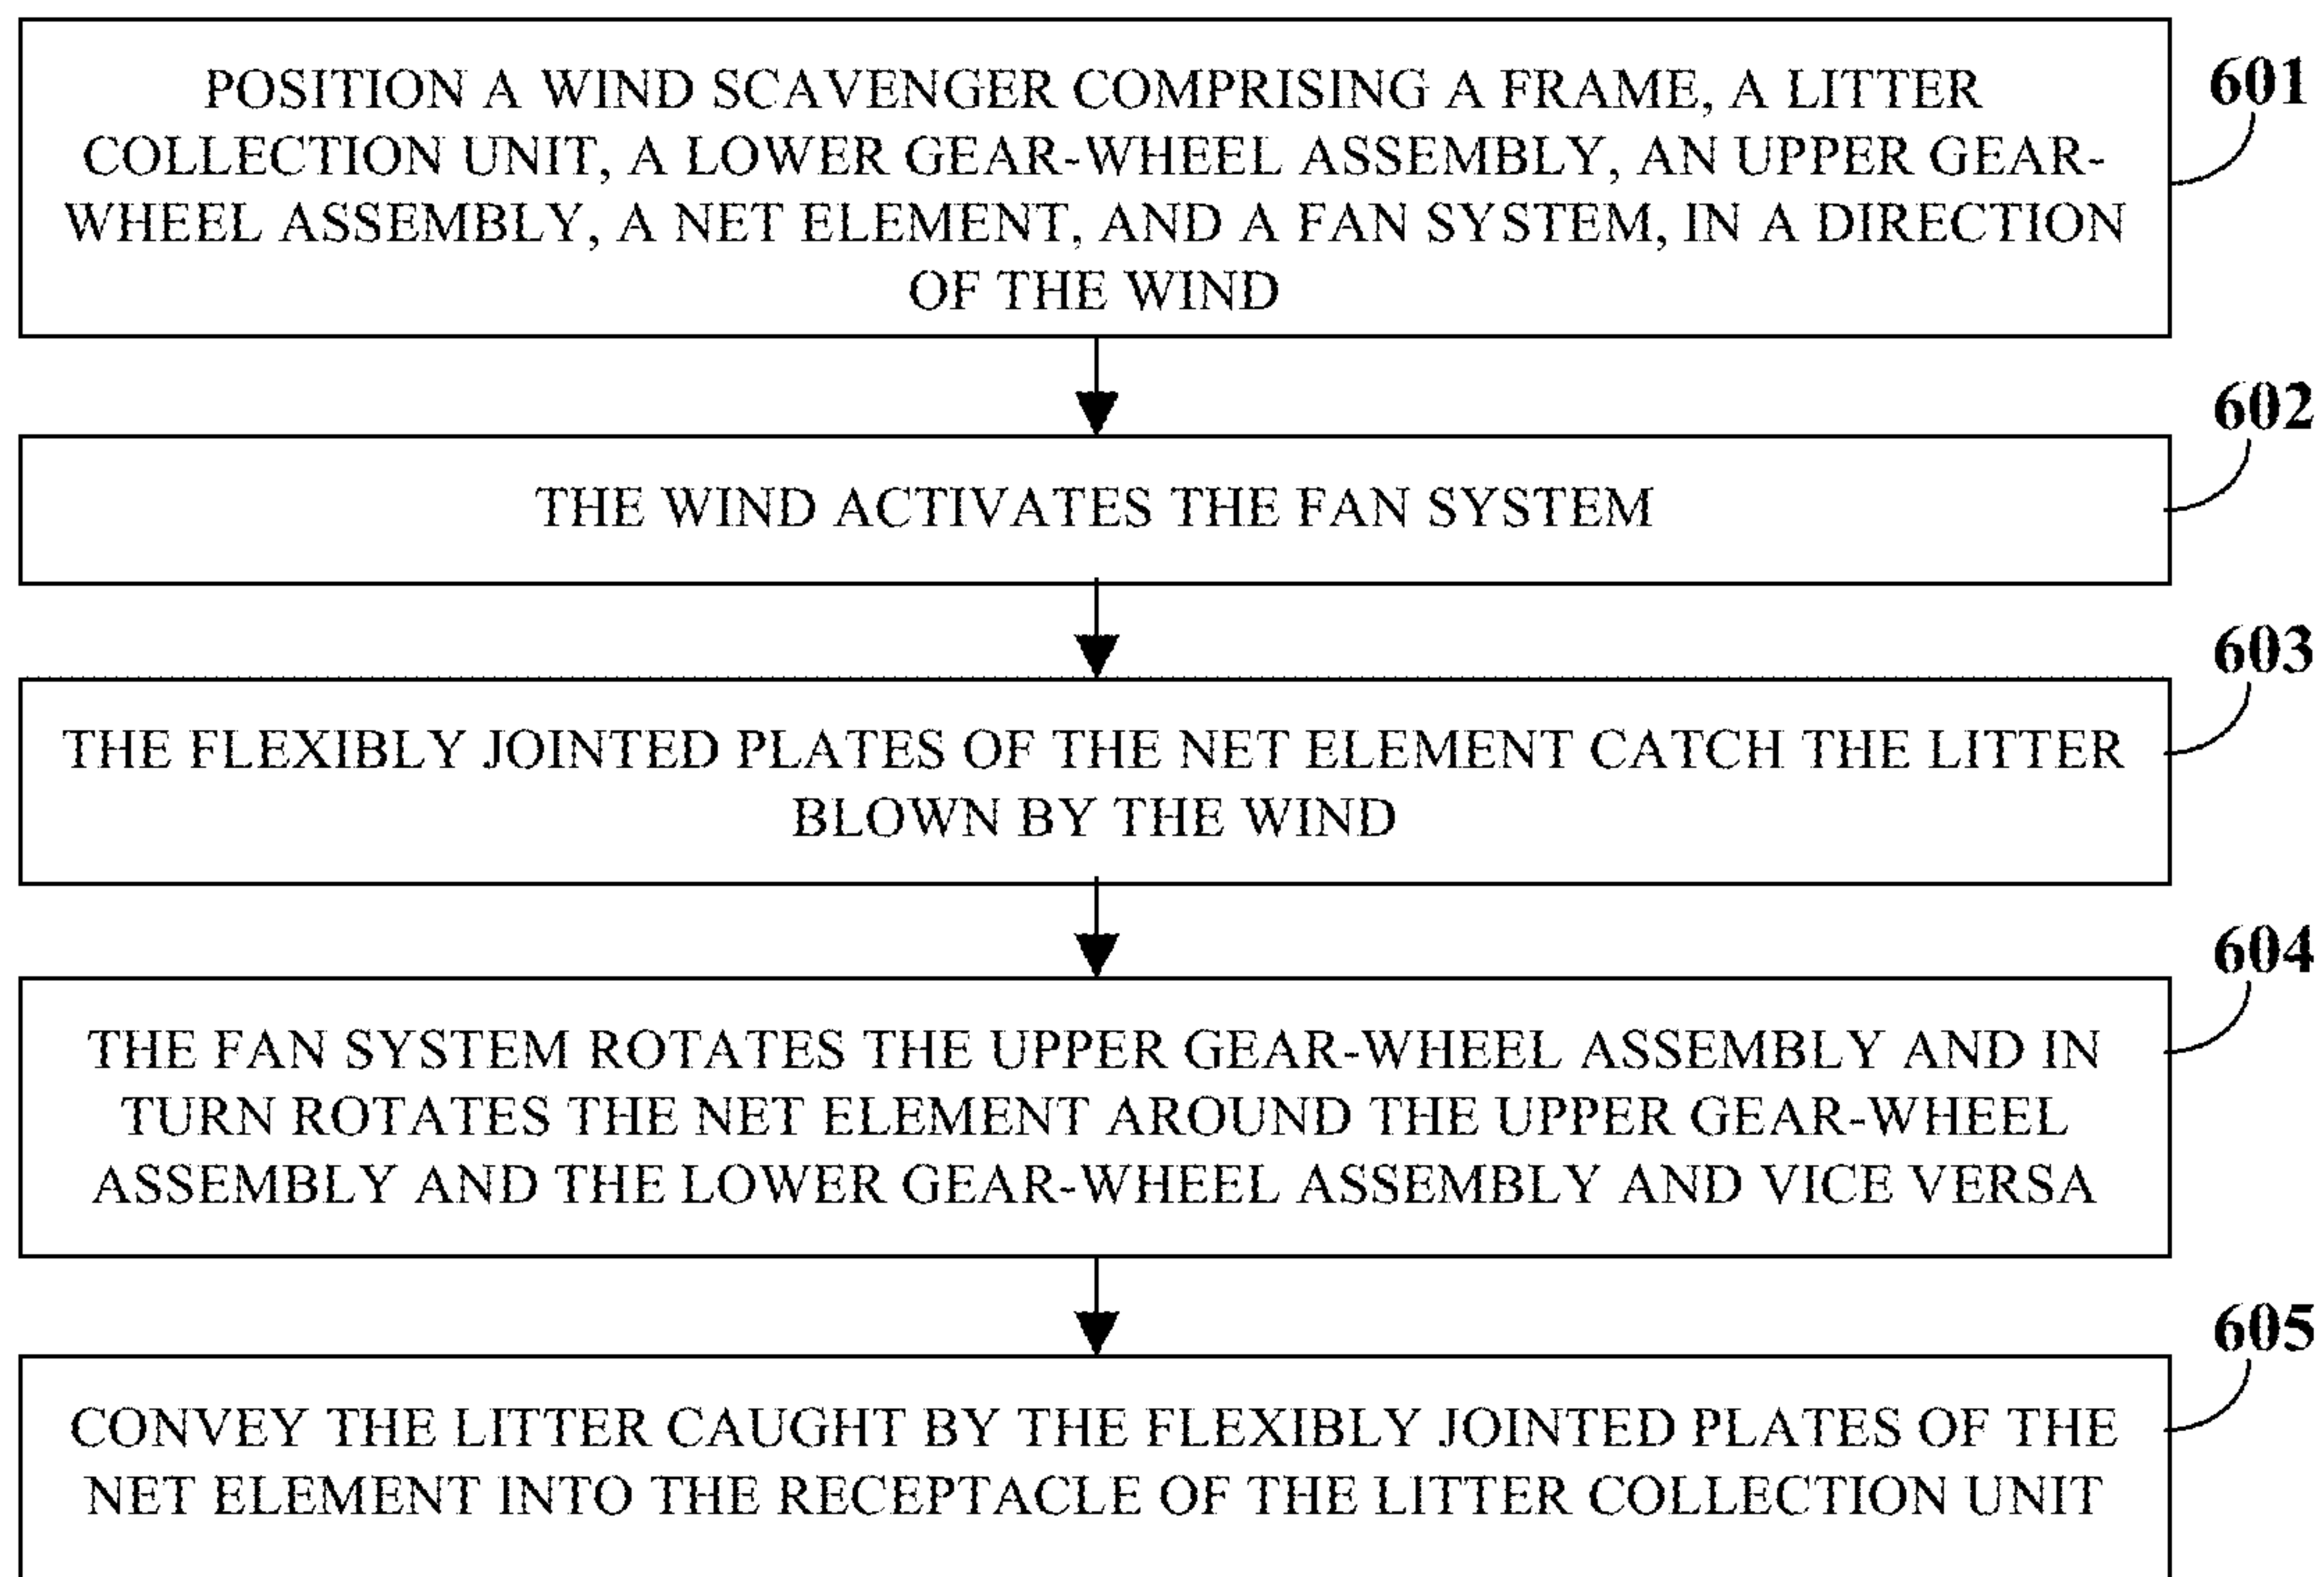 POSITION A WIND SCAVENGER COMPRISING A FRAME, A LITTER
COLLECTION UNIT, A LOWER GEAR-WHEEL ASSEMBLY, AN UPPER GEAR-
WHEEL ASSEMBLY, A NET ELEMENT, AND A FAN SYSTEM, IN A DIRECTION
OF THE WIND
601
THE WIND ACTIVATES THE FAN SYSTEM
602
THE FLEXIBLY JOINTED PLATES OF THE NET ELEMENT CATCH THE LITTER
BLOWN BY THE WIND
603
THE FAN SYSTEM ROTATES THE UPPER GEAR-WHEEL ASSEMBLY AND IN
TURN ROTATES THE NET ELEMENT AROUND THE UPPER GEAR-WHEEL
ASSEMBLY AND THE LOWER GEAR-WHEEL ASSEMBLY AND VICE VERSA
604
CONVEY THE LITTER CAUGHT BY THE FLEXIBLY JOINTED PLATES OF THE
NET ELEMENT INTO THE RECEPTACLE OF THE LITTER COLLECTION UNIT
605